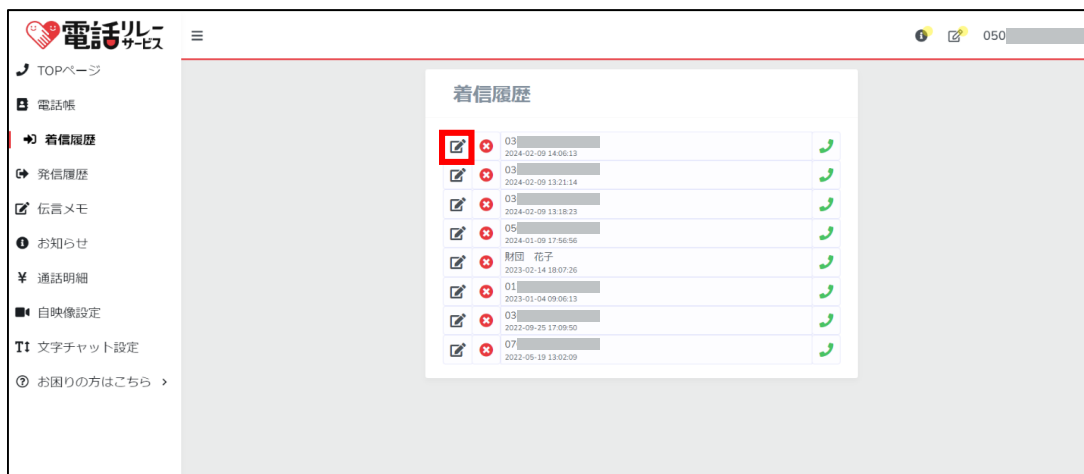 電話リレーサービス
050
TOPページ
電話帳
着信履歴
発信履歴
伝言メモ
お知らせ
¥ 通話明細
自映像設定
文字チャット設定
お困りの方はこちら >
着信履歴
03
2024-02-09 14:06:13
03
2024-02-09 13:21:14
03
2024-02-09 13:18:23
05
2024-01-09 17:56:56
財団 花子
2023-02-14 18:07:26
01
2023-01-04 09:06:13
03
2022-09-25 17:09:50
07
2022-05-19 13:02:09